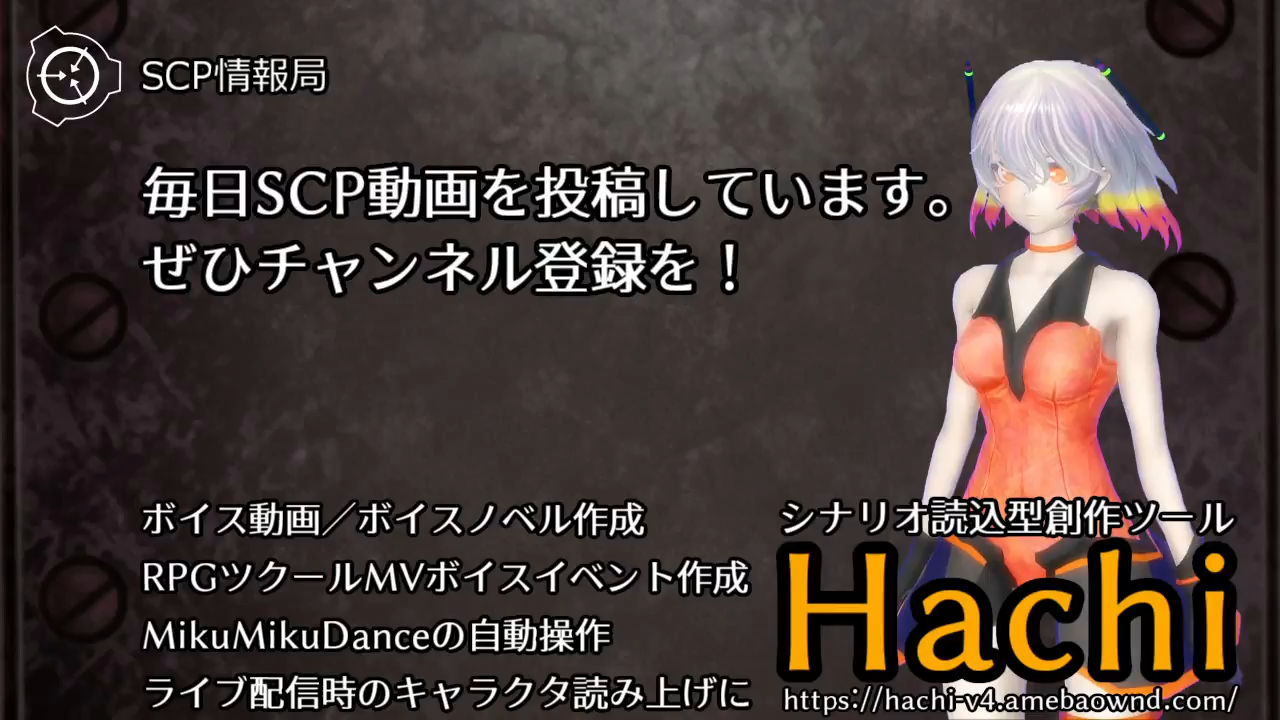 SCP情報局
毎日SCP動画を投稿しています。
ぜひチャンネル登録を！
ボイス動画／ボイスノベル作成
RPGツクールMVボイスイベント作成
MikuMikuDanceの自動操作
ライブ配信時のキャラクタ読み上げに
シナリオ読込型創作ツール
Hachi
https://hachi-v4.amebaownd.com/